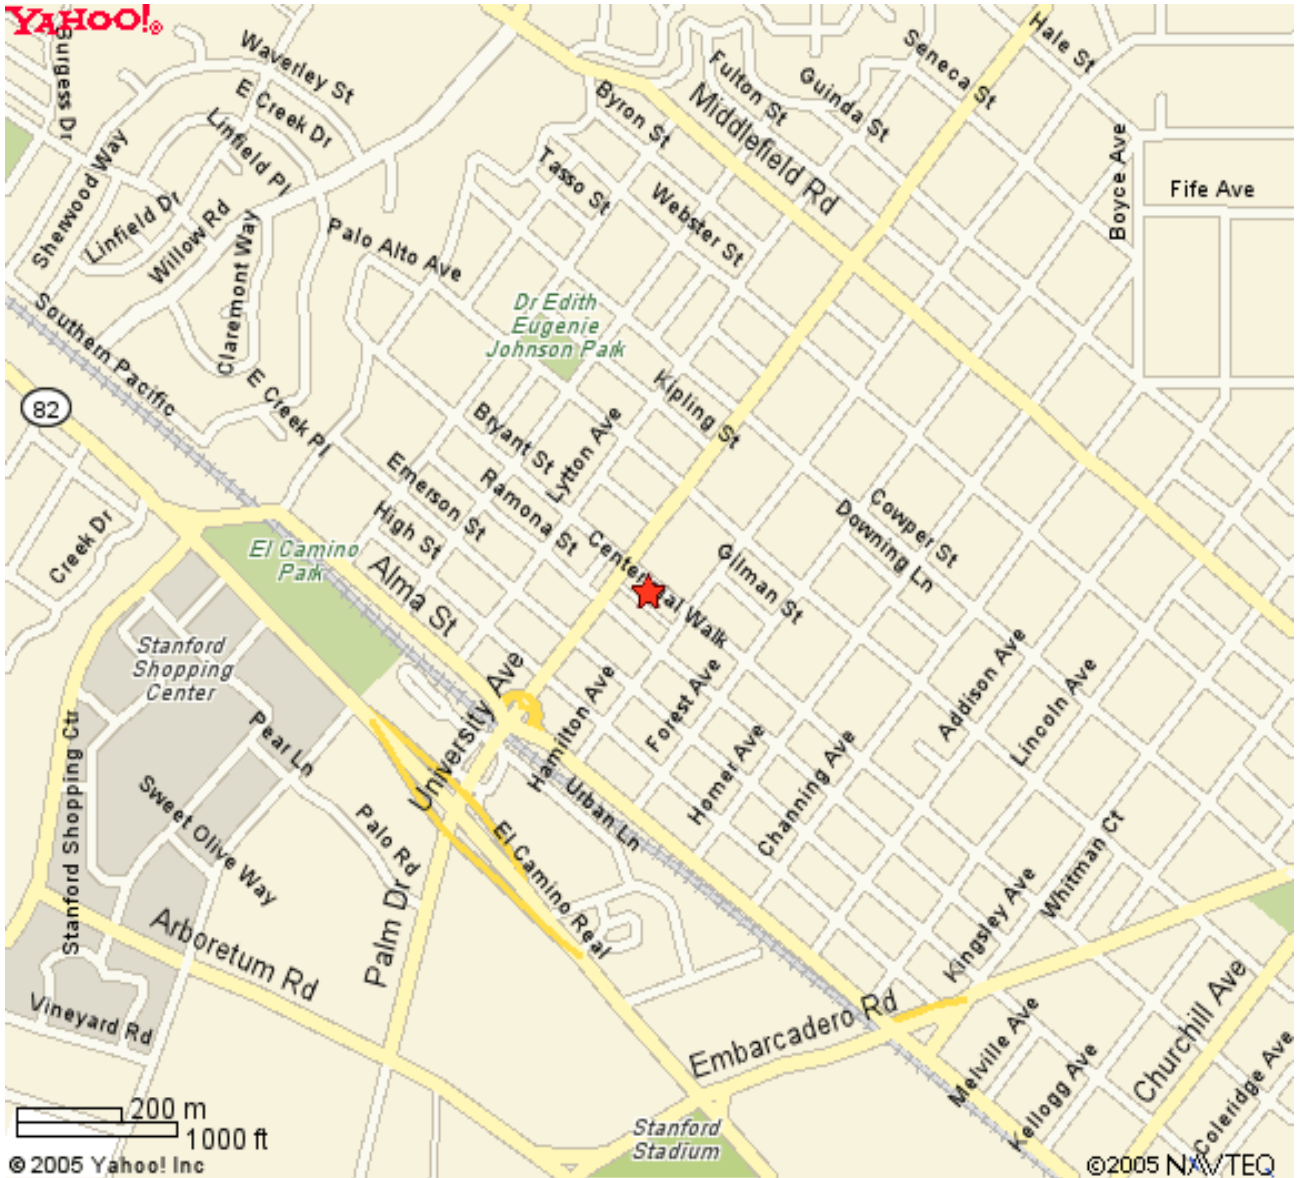 YAHOO!®
Burgess Dr
Waverley St
E Creek Dr
Linfield Pl
Sherwood Way
Linfield Dr
Willow Rd
Claremont Way
Palo Alto Ave
Southern Pacific
82
E Creek Pl
Byron St
Tasso St
Webster St
Fulton St
Middlefield Rd
Guinda St
Seneca St
Hale St
Boyce Ave
Fife Ave
Dr Edith
Eugenie
Johnson Park
Kipling St
Bryant St
Lytton Ave
Emerson St
Ramona St
High St
Alma St
Centennial Walk
Gilman St
Cowper St
Downing Ln
Creek Dr
El Camino
Park
Stanford
Shopping
Center
Stanford Shopping Ctr
Pear Ln
Sweet Olive Way
Palo Rd
University Ave
Hamilton Ave
Forest Ave
Homer Ave
Channing Ave
Addison Ave
Lincoln Ave
Urban Ln
El Camino Real
Palm Dr
Arboretum Rd
Vineyard Rd
Kingsley Ave
Whitman Ct
Embarcadero Rd
Melville Ave
Kellogg Ave
Churchill Ave
Coleridge Ave
Stanford
Stadium
200 m
1000 ft
© 2005 Yahoo! Inc
©2005 NAVTEQ